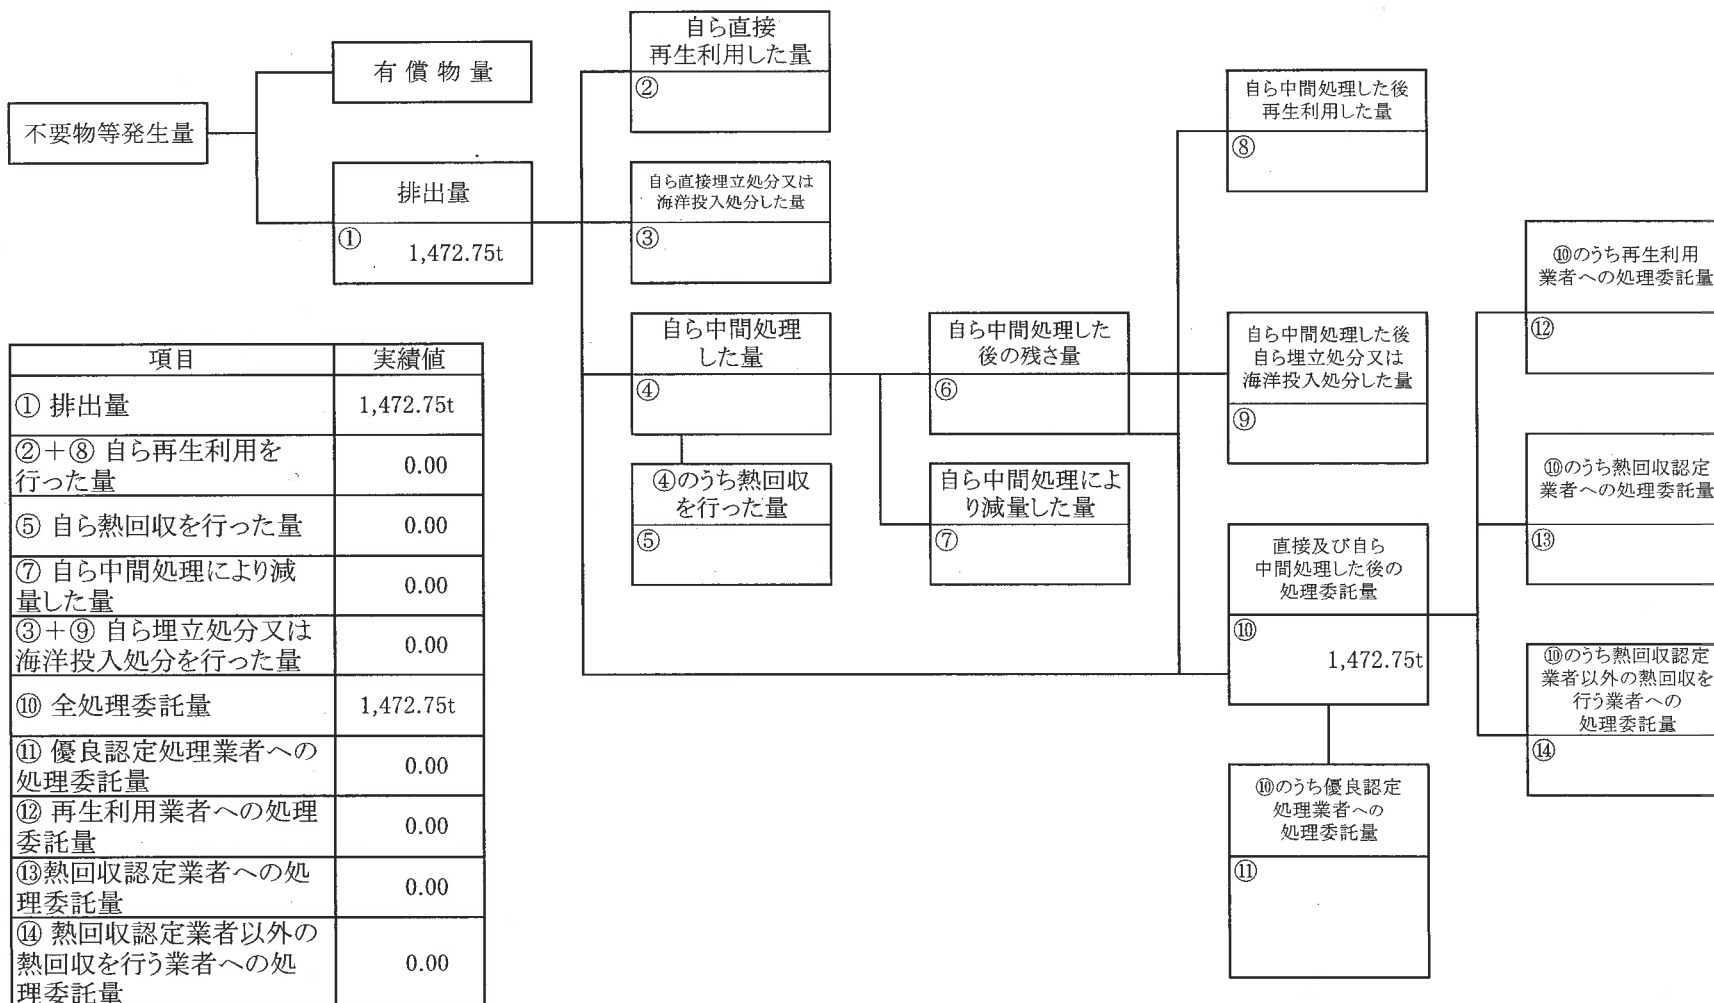 不要物等発生量
有償物量
排出量
①
1,472.75t
自ら直接
再生利用した量
②
自ら直接埋立処分又は
海洋投入処分した量
③
自ら中間処理
した量
④
④のうち熱回収
を行った量
⑤
自ら中間処理した
後の残さ量
⑥
自ら中間処理によ
り減量した量
⑦
自ら中間処理した後
再生利用した量
⑧
自ら中間処理した後
自ら埋立処分又は
海洋投入処分した量
⑨
直接及び自ら
中間処理した後の
処理委託量
⑩
1,472.75t
⑩のうち優良認定
処理業者への
処理委託量
⑪
⑩のうち再生利用
業者への処理委託量
⑫
⑩のうち熱回収認定
業者への処理委託量
⑬
⑩のうち熱回収認定
業者以外の熱回収を
行う業者への
処理委託量
⑭
項目 実績値
① 排出量 1,472.75t
②+⑧ 自ら再生利用を
行った量 0.00
⑤ 自ら熱回収を行った量 0.00
⑦ 自ら中間処理により減
量した量 0.00
③+⑨ 自ら埋立処分又は
海洋投入処分を行った量 0.00
⑩ 全処理委託量 1,472.75t
⑪ 優良認定処理業者への
処理委託量 0.00
⑫ 再生利用業者への処理
委託量 0.00
⑬熱回収認定業者への処
理委託量 0.00
⑭ 熱回収認定業者以外の
熱回収を行う業者への処
理委託量 0.00